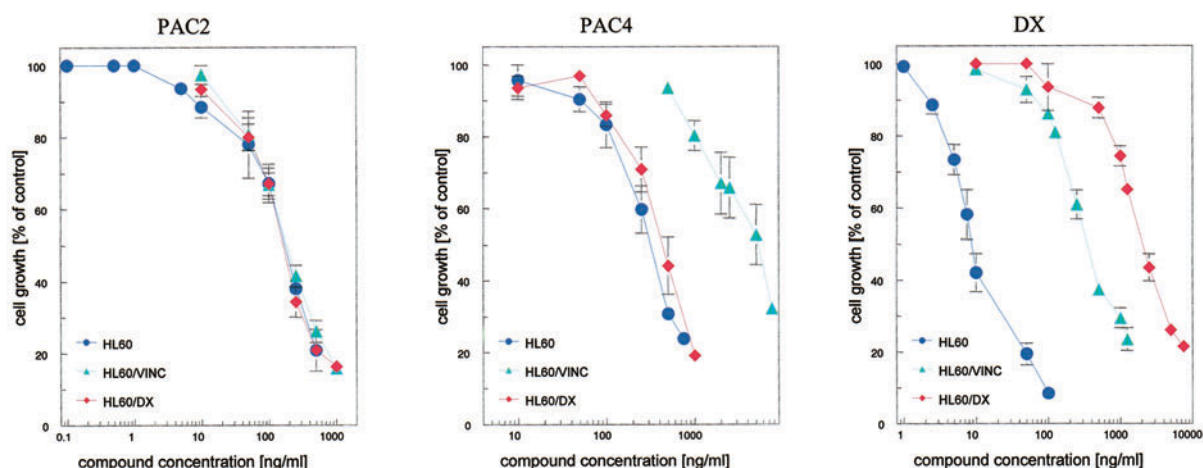 PAC2
cell growth [% of control]
100
80
60
40
20
0
HL60
HL60/VINC
HL60/DX
0.1
1
10
100
1000
compound concentration [ng/ml]
PAC4
cell growth [% of control]
100
80
60
40
20
0
HL60
HL60/VINC
HL60/DX
10
100
1000
compound concentration [ng/ml]
DX
cell growth [% of control]
100
80
60
40
20
0
HL60
HL60/VINC
HL60/DX
1
10
100
1000
10000
compound concentration [ng/ml]